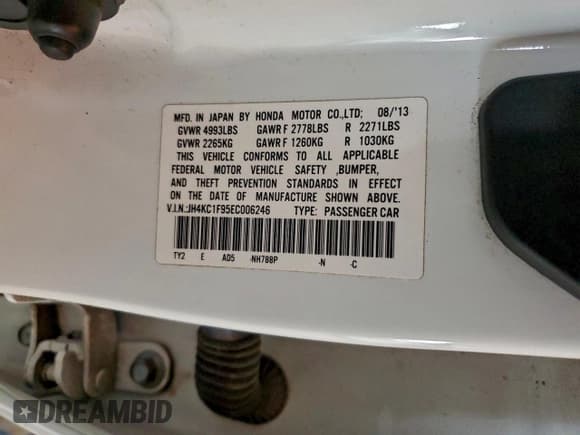 MFD. IN JAPAN BY HONDA MOTOR CO.,LTD; 08/'13
GVWR 4993LBS GAWR F 2778LBS R 2271LBS
GVWR 2265KG GAWR F 1260KG R 1030KG
THIS VEHICLE CONFORMS TO ALL APPLICABLE
FEDERAL MOTOR VEHICLE SAFETY ,BUMPER,
AND THEFT PREVENTION STANDARDS IN EFFECT
ON THE DATE OF MANUFACTURE SHOWN ABOVE.
V.I.N.:JH4KC1F95EC006246 TYPE: PASSENGER CAR
TY2 E AD5 -NH788P -N -C
DREAMBID